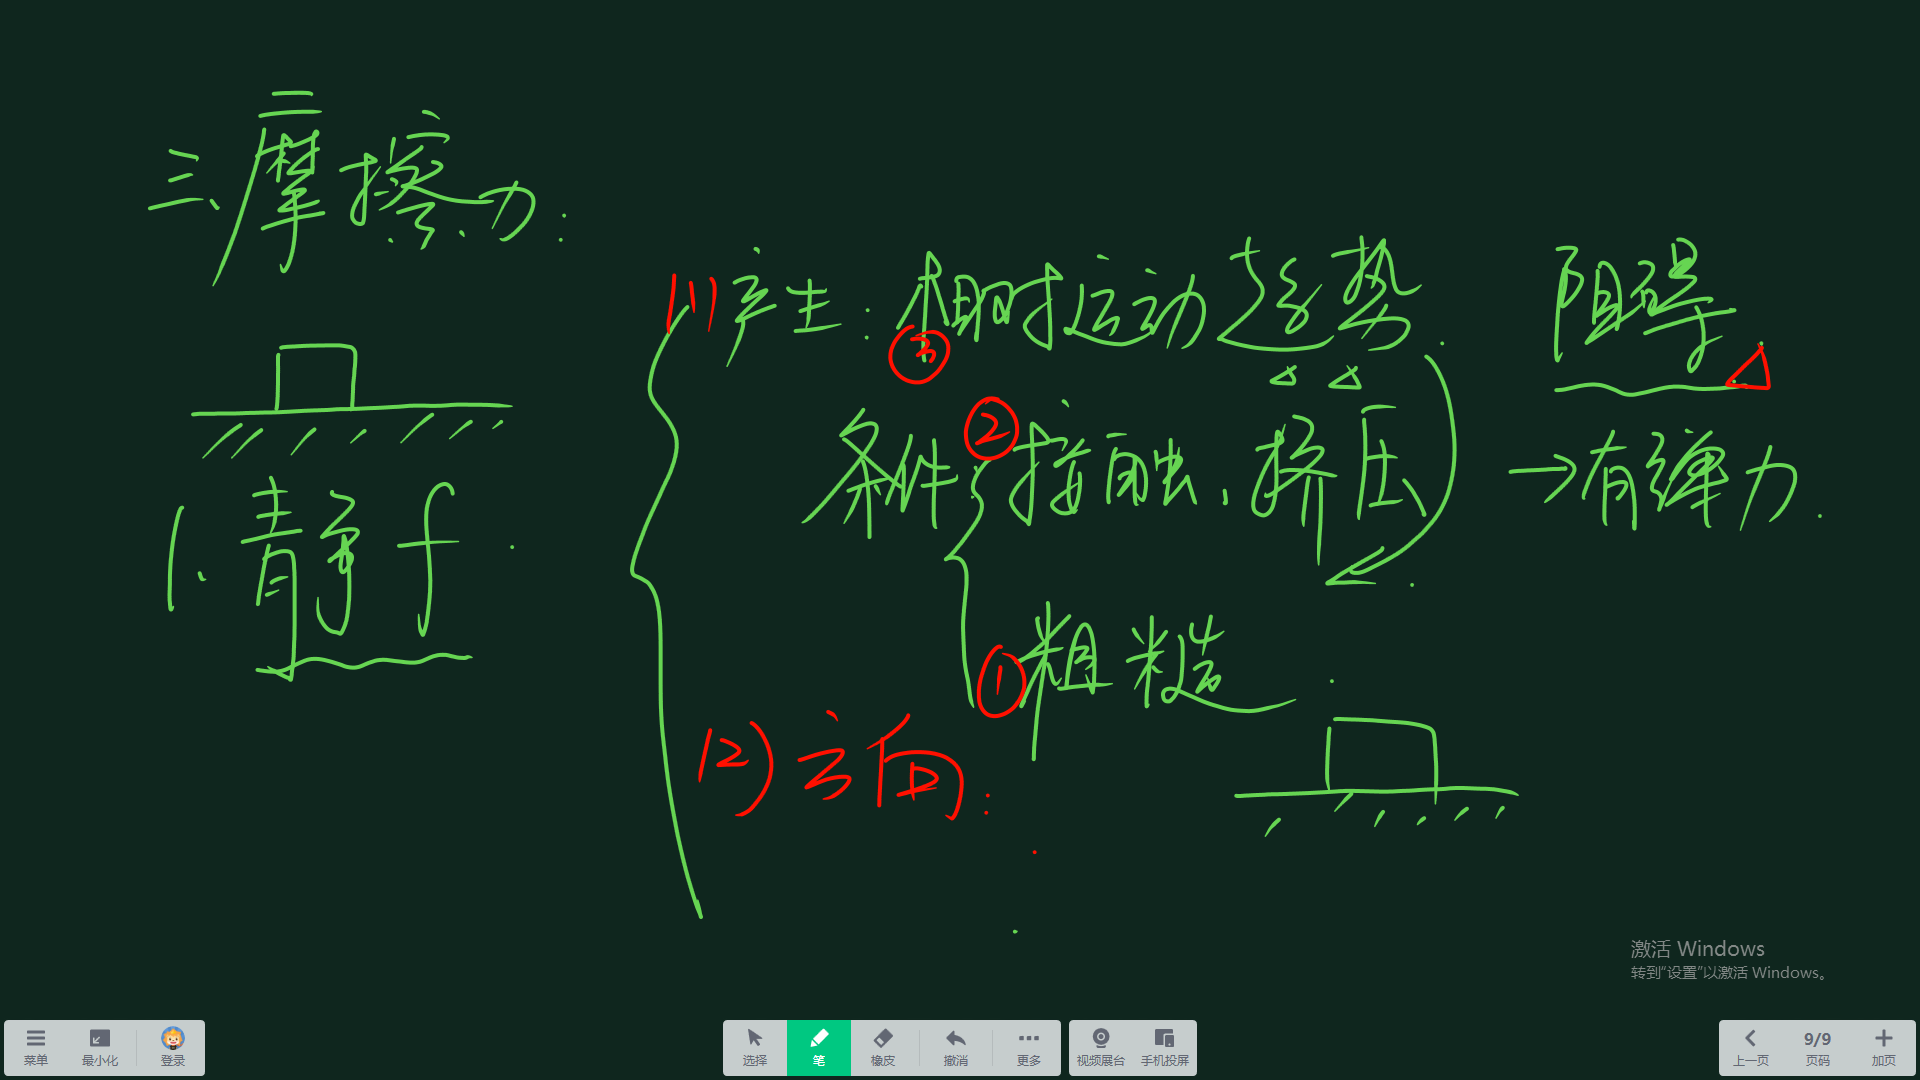 三、摩擦力:
(1)产生:相对运动趋势. 阻碍
③
条件 ②接触、挤压. →有弹力.
1.静f.
①粗糙.
(2)方向:
激活 Windows
转到“设置”以激活 Windows。
菜单 最小化 登录 选择 笔 橡皮 撤消 更多 视频展台 手机投屏 上一页 9/9 页码 加页